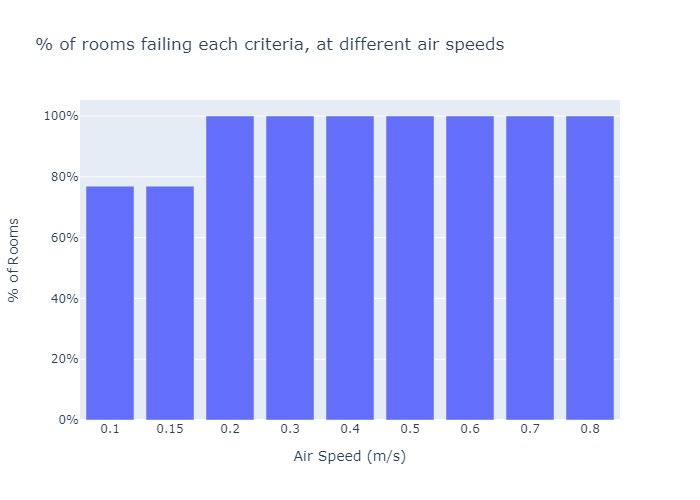 % of rooms failing each criteria, at different air speeds
100%
80%
60%
40%
20%
0%
% of Rooms
0.1 0.15 0.2 0.3 0.4 0.5 0.6 0.7 0.8
Air Speed (m/s)